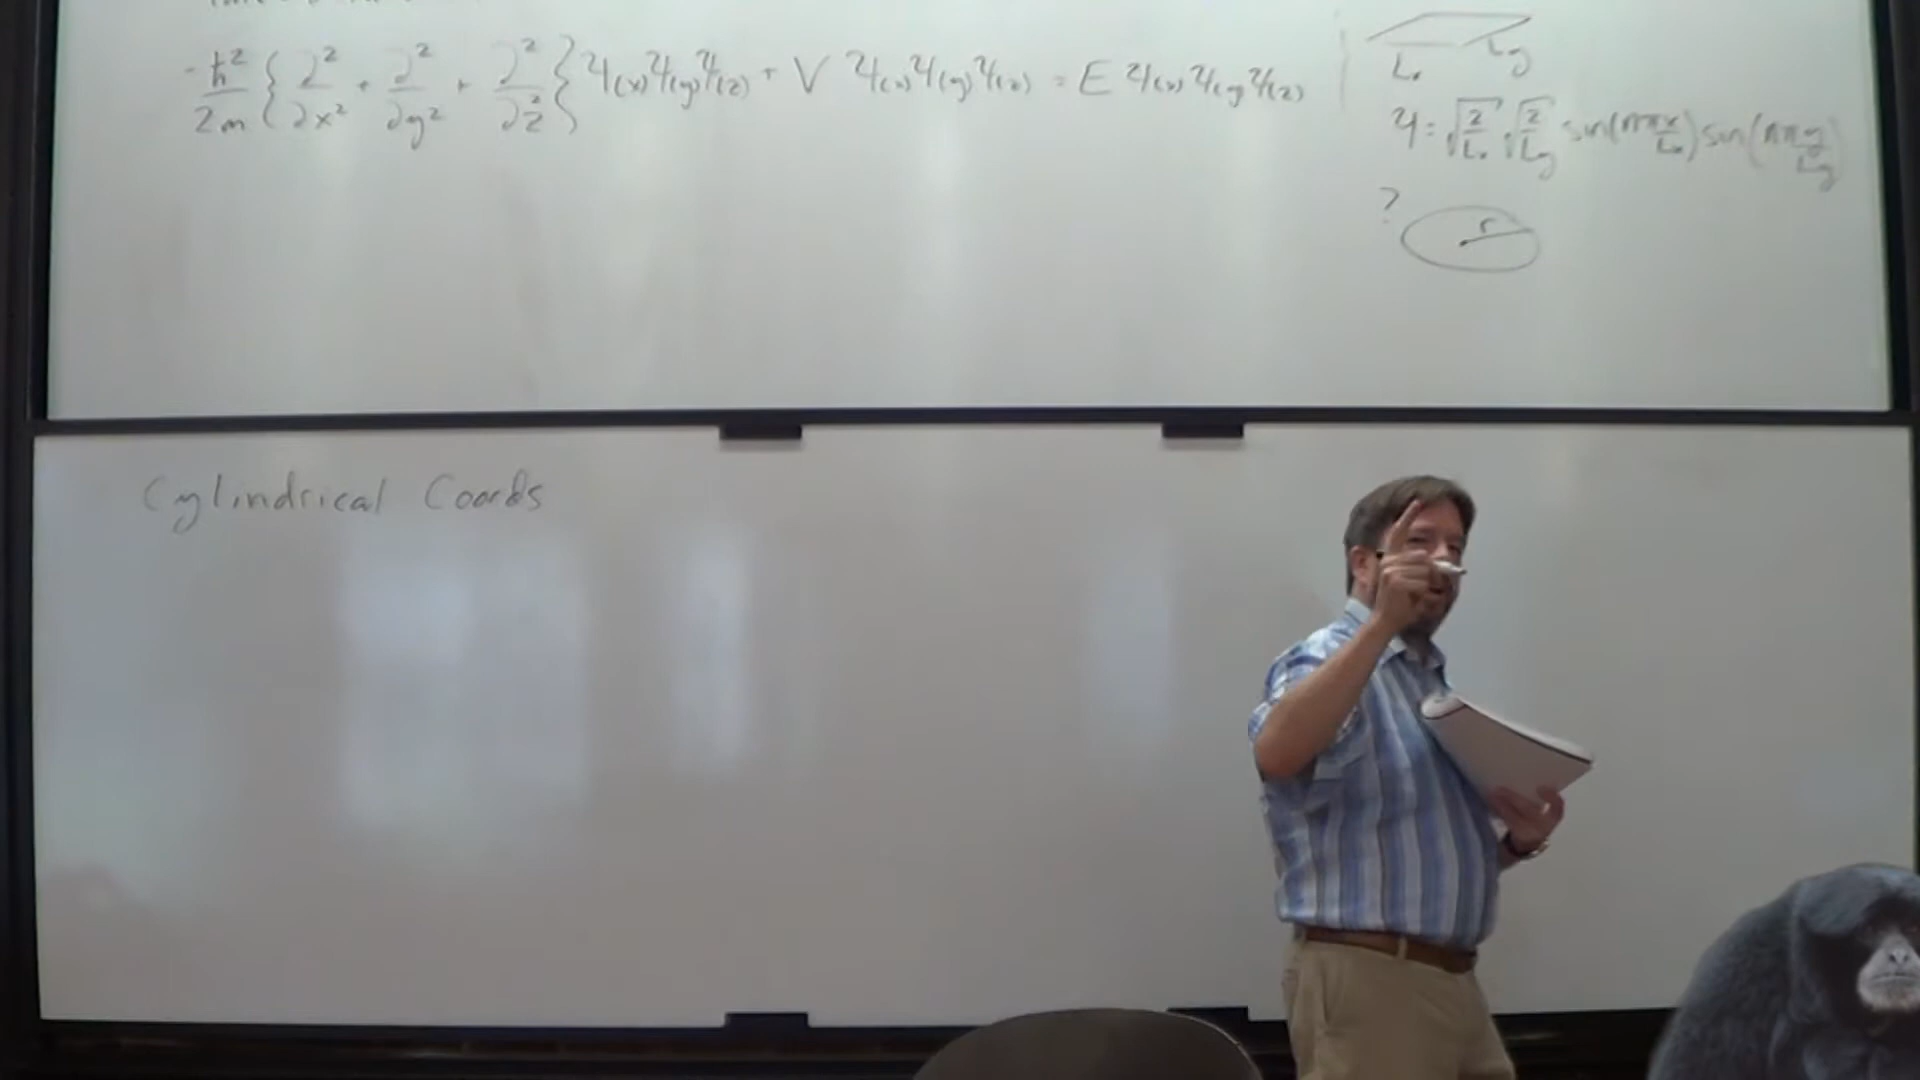 -ħ²/2m {∂²/∂x² + ∂²/∂y² + ∂²/∂z²} Ψ(x)Ψ(y)Ψ(z) + V Ψ(x)Ψ(y)Ψ(z) = E Ψ(x)Ψ(y)Ψ(z)
Lₓ Ly
Ψ = √(2/Lₓ) √(2/Ly) sin(nπx/Lₓ) sin(nπy/Ly)
?
r
Cylindrical Coords